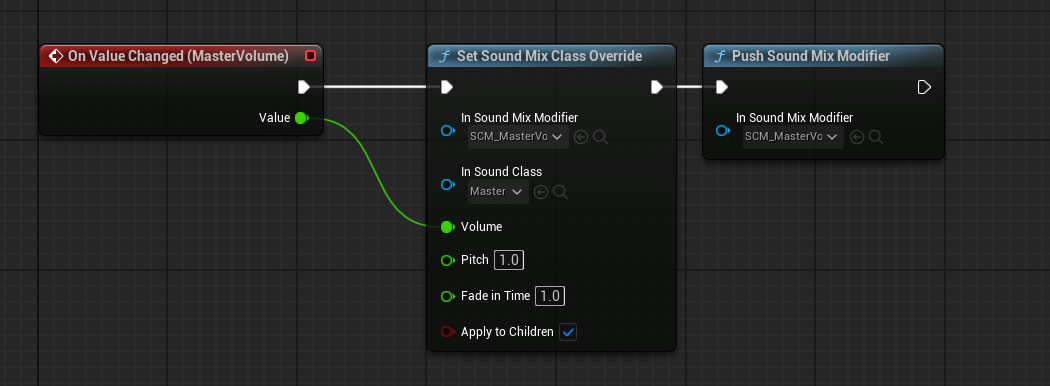 On Value Changed (MasterVolume)
Value
Set Sound Mix Class Override
In Sound Mix Modifier
SCM_MasterVo
In Sound Class
Master
Volume
Pitch 1.0
Fade in Time 1.0
Apply to Children
Push Sound Mix Modifier
In Sound Mix Modifier
SCM_MasterVo